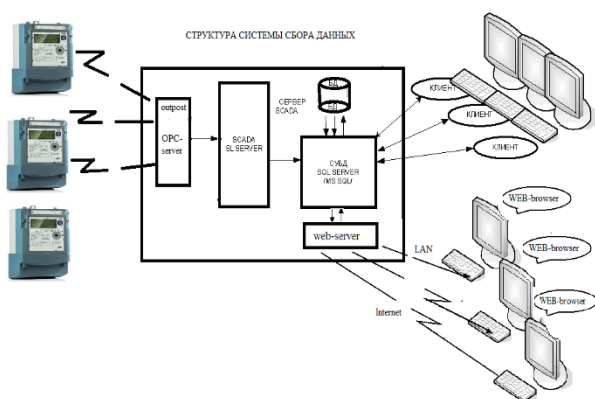 СТРУКТУРА СИСТЕМЫ СБОРА ДАННЫХ
outpost
OPC-
server
SCADA
SL SERVER
СЕРВЕР
SCADA
БД
БД
СУБД
SQL SERVER
/MS SQL/
web-server
КЛИЕНТ
КЛИЕНТ
КЛИЕНТ
WEB-browser
WEB-browser
WEB-browser
LAN
Internet